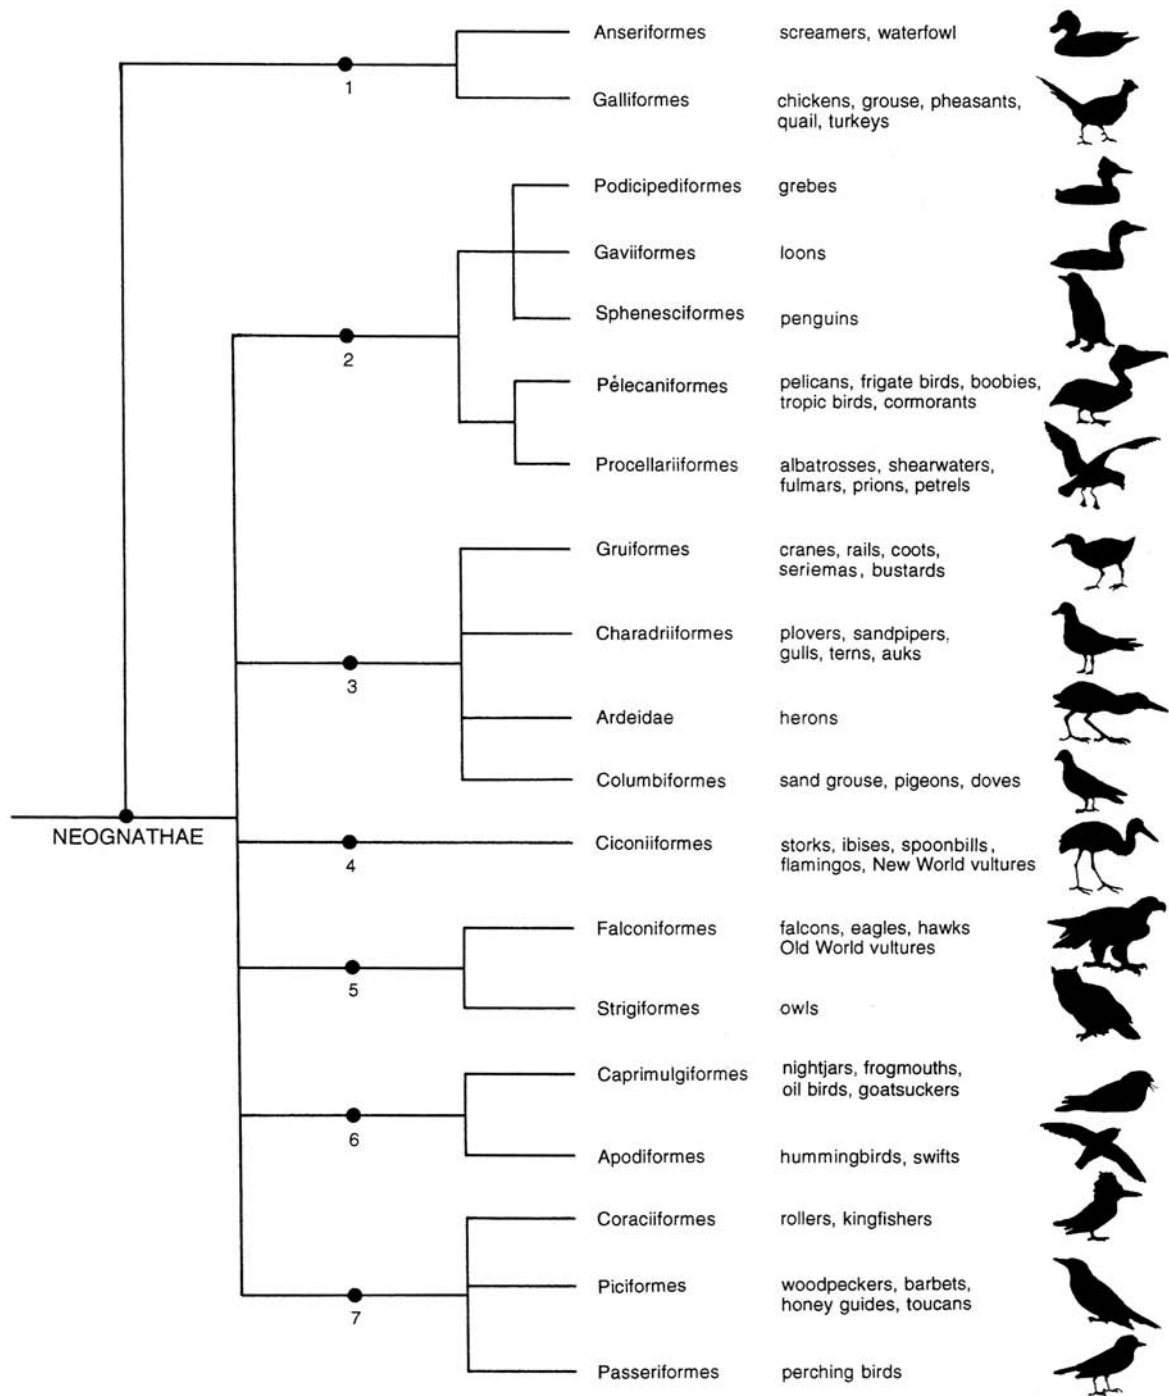 Anseriformes screamers, waterfowl
1
Galliformes chickens, grouse, pheasants,
quail, turkeys
Podicipediformes grebes
Gaviiformes loons
Sphenesciformes penguins
2
Pélecaniformes pelicans, frigate birds, boobies,
tropic birds, cormorants
Procellariiformes albatrosses, shearwaters,
fulmars, prions, petrels
Gruiformes cranes, rails, coots,
seriemas, bustards
Charadriiformes plovers, sandpipers,
gulls, terns, auks
3
Ardeidae herons
Columbiformes sand grouse, pigeons, doves
NEOGNATHAE
4
Ciconiiformes storks, ibises, spoonbills,
flamingos, New World vultures
Falconiformes falcons, eagles, hawks
Old World vultures
5
Strigiformes owls
Caprimulgiformes nightjars, frogmouths,
oil birds, goatsuckers
6
Apodiformes hummingbirds, swifts
Coraciiformes rollers, kingfishers
Piciformes woodpeckers, barbets,
honey guides, toucans
7
Passeriformes perching birds